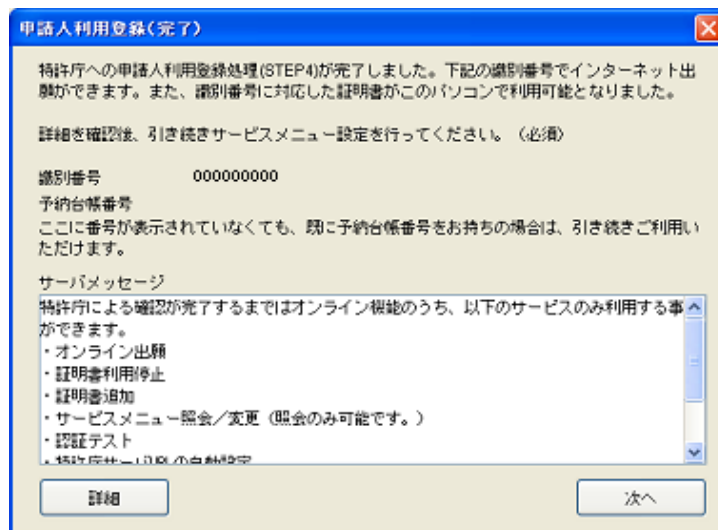 申請人利用登録(完了)
特許庁への申請人利用登録処理(STEP4)が完了しました。下記の識別番号でインターネット出
願ができます。また、識別番号に対応した証明書がこのパソコンで利用可能となりました。
詳細を確認後、引き続きサービスメニュー設定を行ってください。(必須)
識別番号 000000000
予納台帳番号
ここに番号が表示されていなくても、既に予納台帳番号をお持ちの場合は、引き続きご利用い
ただけます。
サーバメッセージ
特許庁による確認が完了するまではオンライン機能のうち、以下のサービスのみ利用する事
ができます。
・オンライン出願
・証明書利用停止
・証明書追加
・サービスメニュー照会/変更(照会のみ可能です。)
・認証テスト
・特許庁サーバURLの自動設定
詳細
次へ